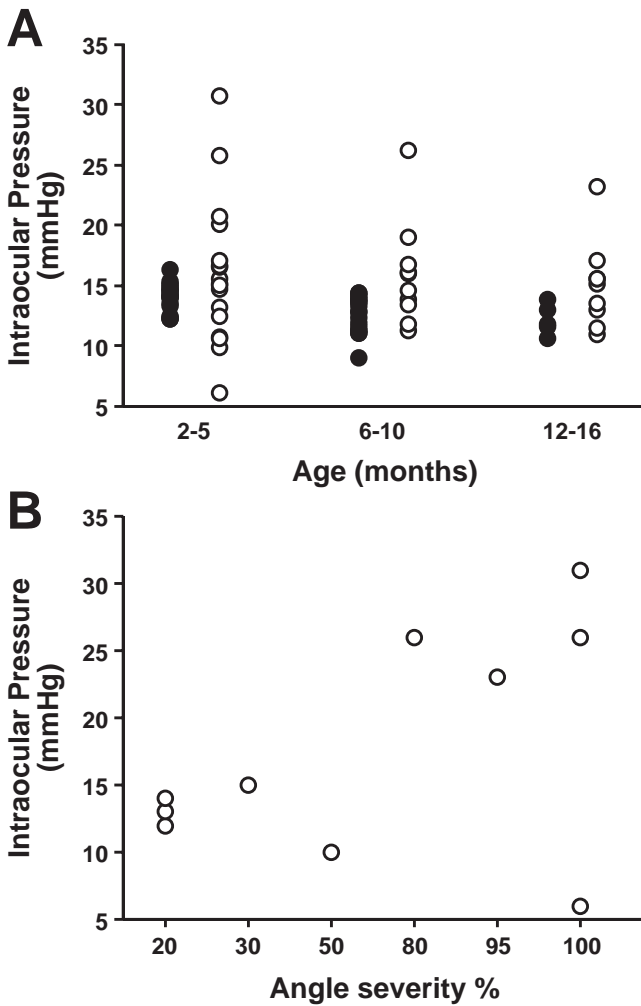 A
35
30
25
20
15
10
5
Intraocular Pressure
(mmHg)
2-5 6-10 12-16
Age (months)
B
35
30
25
20
15
10
5
Intraocular Pressure
(mmHg)
20 30 50 80 95 100
Angle severity %